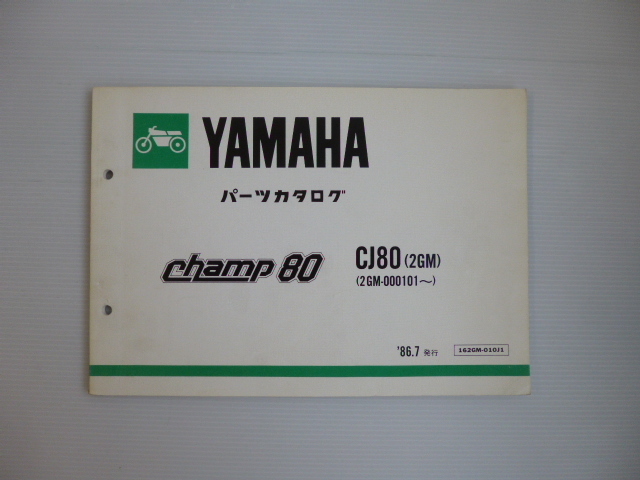 YAMAHA
パーツカタログ
champ 80
CJ80 (2GM)
(2GM-000101～)
'86.7 発行
162GM-010J1